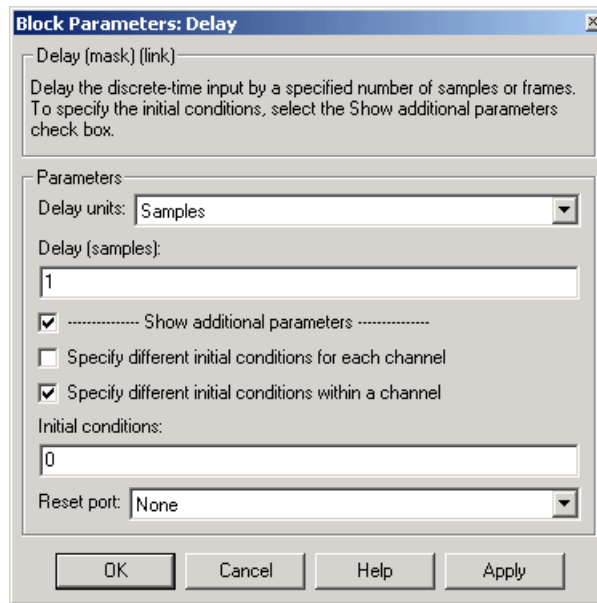 Block Parameters: Delay
Delay (mask) (link)
Delay the discrete-time input by a specified number of samples or frames.
To specify the initial conditions, select the Show additional parameters
check box.
Parameters
Delay units: Samples
Delay (samples):
1
-------------- Show additional parameters --------------
Specify different initial conditions for each channel
Specify different initial conditions within a channel
Initial conditions:
0
Reset port: None
OK Cancel Help Apply